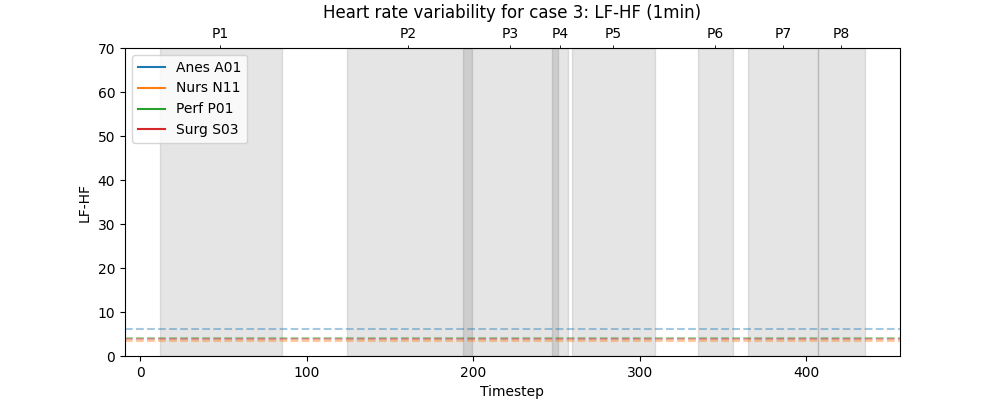 Heart rate variability for case 3: LF-HF (1min)
P1 P2 P3 P4 P5 P6 P7 P8
Anes A01
Nurs N11
Perf P01
Surg S03
70
60
50
40
30
20
10
0
LF-HF
0 100 200 300 400
Timestep